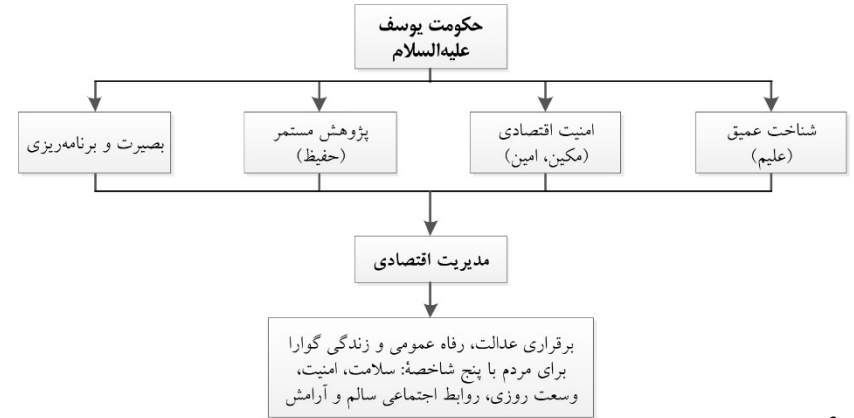 حکومت یوسف
علیه‌السلام
شناخت عمیق
(علیم)
امنیت اقتصادی
(مکین، امین)
پژوهش مستمر
(حفیظ)
بصیرت و برنامه‌ریزی
مدیریت اقتصادی
برقراری عدالت، رفاه عمومی و زندگی گوارا
برای مردم با پنج شاخصهٔ: سلامت، امنیت،
وسعت روزی، روابط اجتماعی سالم و آرامش